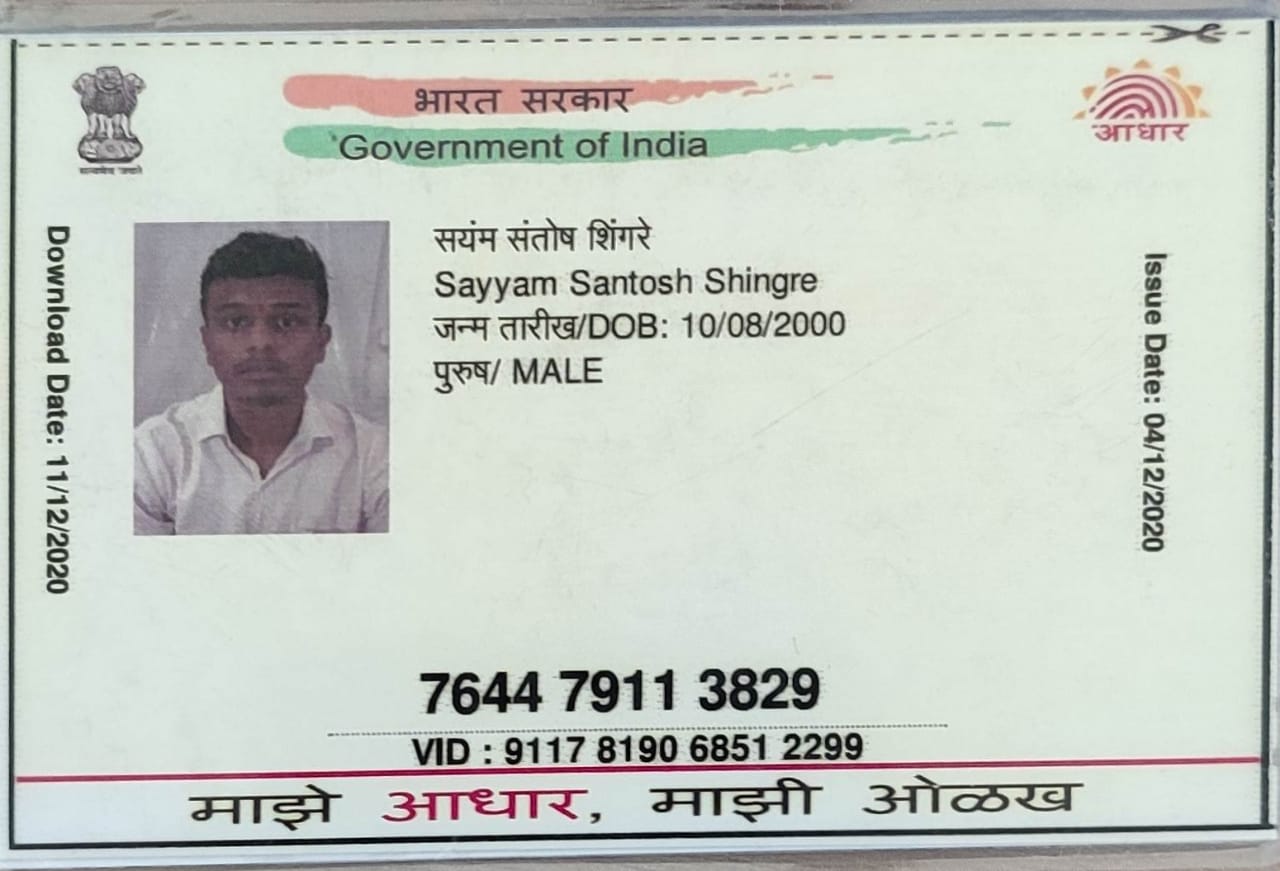 भारत सरकार
Government of India
आधार
सत्यमेव जयते
Download Date: 11/12/2020
सयंम संतोष शिंगरे
Sayyam Santosh Shingre
जन्म तारीख/DOB: 10/08/2000
पुरुष/ MALE
Issue Date: 04/12/2020
7644 7911 3829
VID : 9117 8190 6851 2299
माझे आधार, माझी ओळख